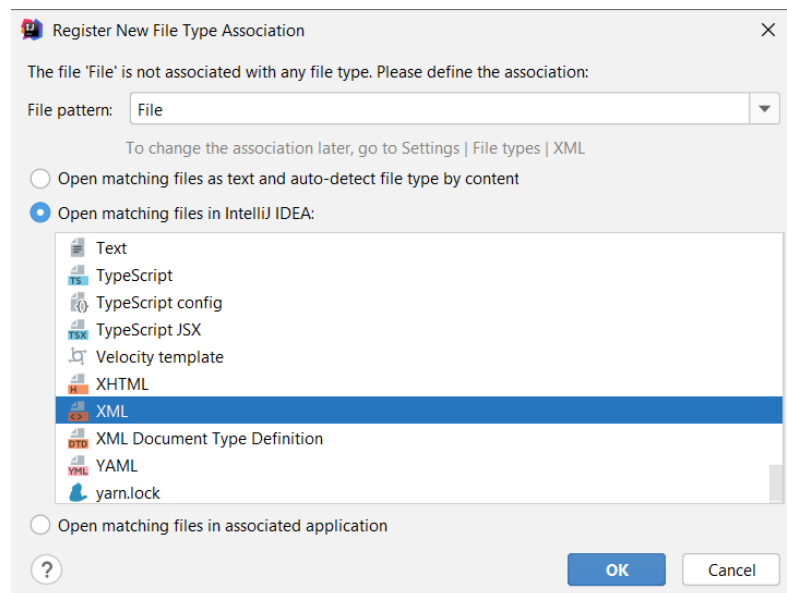 Register New File Type Association
The file 'File' is not associated with any file type. Please define the association:
File pattern: File
To change the association later, go to Settings | File types | XML
Open matching files as text and auto-detect file type by content
Open matching files in IntelliJ IDEA:
Text
TS TypeScript
TypeScript config
TSX TypeScript JSX
Velocity template
H XHTML
<> XML
DTD XML Document Type Definition
YML YAML
yarn.lock
Open matching files in associated application
? OK Cancel